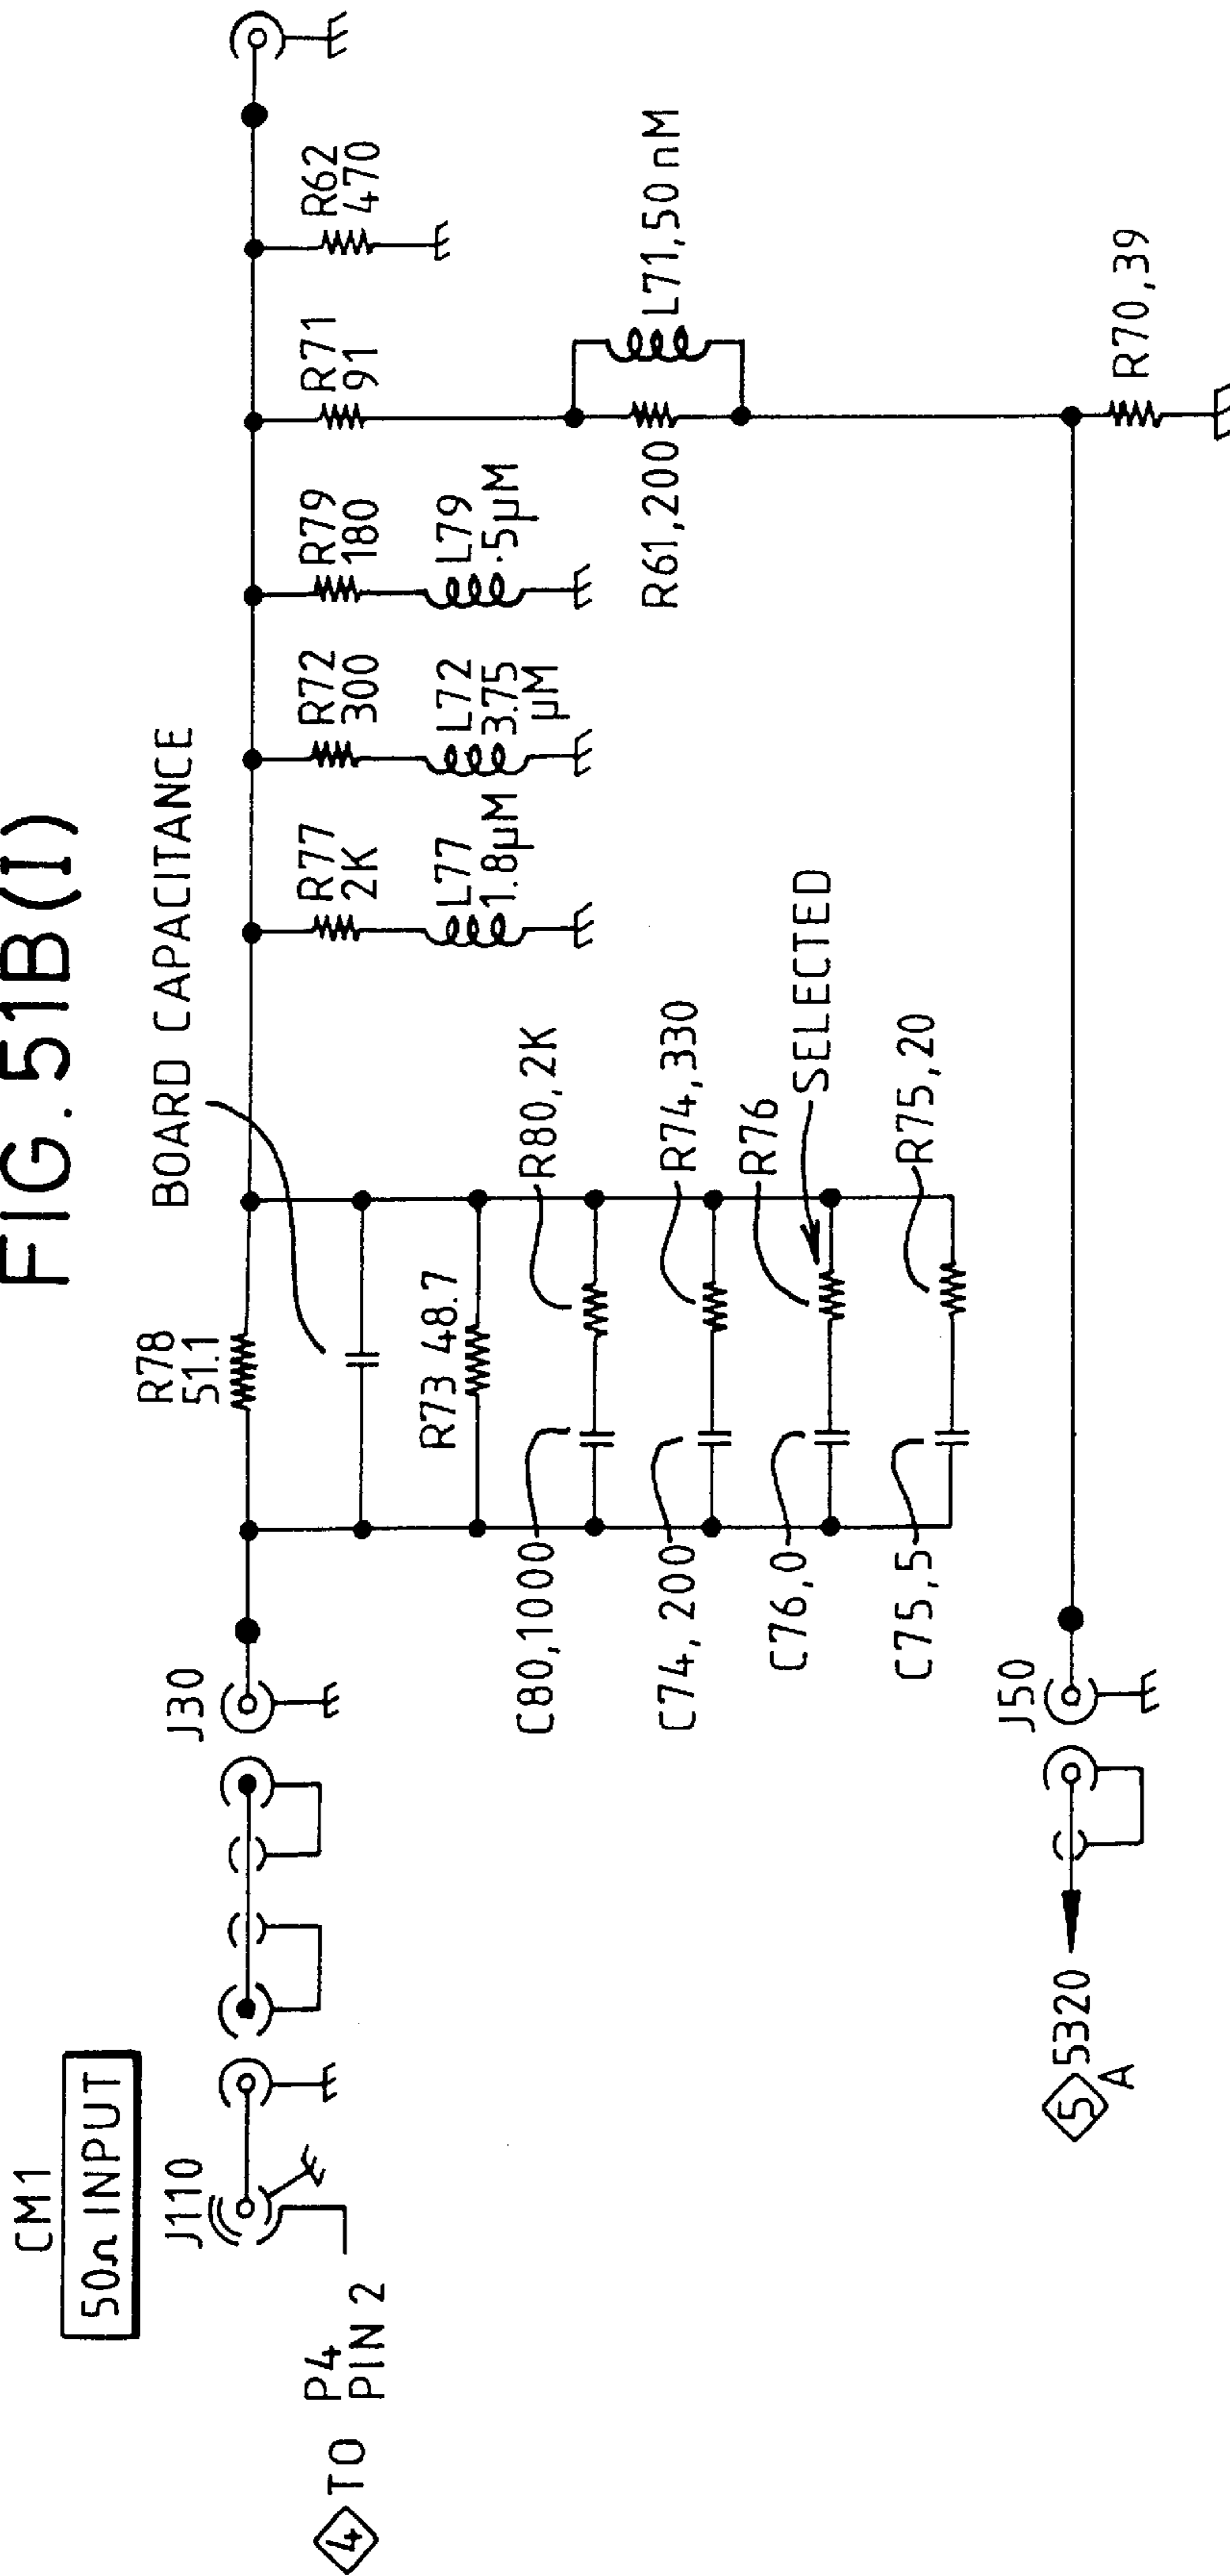 FIG. 51B (I)
CM1
50Ω INPUT
J110
4 TO P4
PIN 2
J30
R78
51.1
BOARD CAPACITANCE
R73 48.7
C80,1000
R80,2K
C74, 200
R74,330
C76,0
R76
SELECTED
C75,5
R75,20
R77
2K
L77
1.8µM
R72
300
L72
3.75
µM
R79
180
L79
.5µM
R71
91
R62
470
R61,200
L71,50 nM
R70,39
J50
5 5320
A